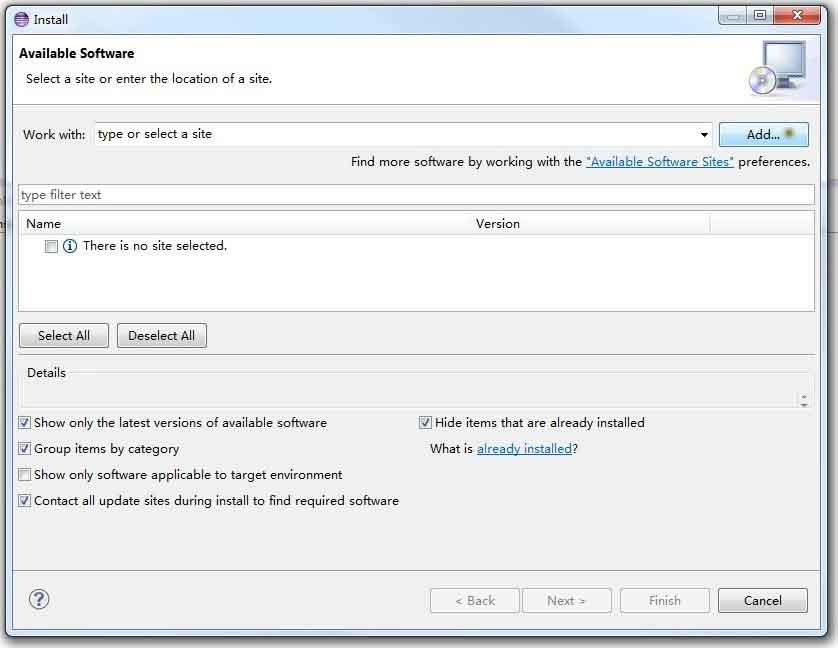 Install
Available Software
Select a site or enter the location of a site.
Work with: type or select a site Add...
Find more software by working with the "Available Software Sites" preferences.
type filter text
Name Version
There is no site selected.
Select All Deselect All
Details
Show only the latest versions of available software Hide items that are already installed
Group items by category What is already installed?
Show only software applicable to target environment
Contact all update sites during install to find required software
? < Back Next > Finish Cancel